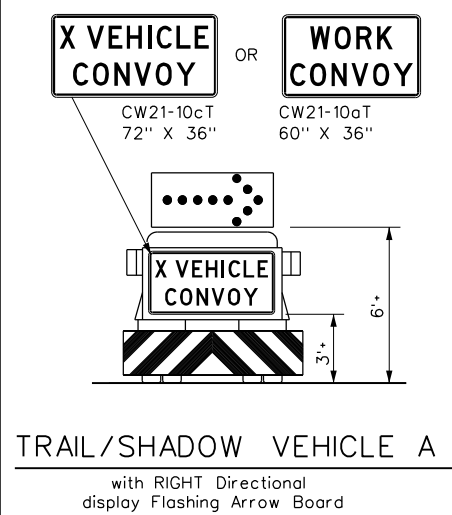 X VEHICLE
CONVOY
OR
WORK
CONVOY
CW21-10cT
72" X 36"
CW21-10aT
60" X 36"
X VEHICLE
CONVOY
6'+
3'+
TRAIL/SHADOW VEHICLE A
with RIGHT Directional
display Flashing Arrow Board